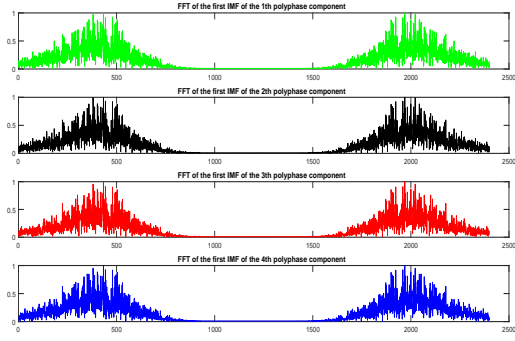 FFT of the first IMF of the 1th polyphase component
1
0.5
0
0 500 1000 1500 2000 2500
FFT of the first IMF of the 2th polyphase component
1
0.5
0
0 500 1000 1500 2000 2500
FFT of the first IMF of the 3th polyphase component
1
0.5
0
0 500 1000 1500 2000 2500
FFT of the first IMF of the 4th polyphase component
1
0.5
0
0 500 1000 1500 2000 2500